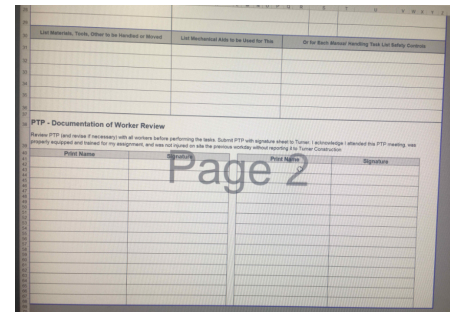 List Materials, Tools, Other to be Handled or Moved
List Mechanical Aids to be Used for This
Or for Each Manual Handling Task List Safety Controls
PTP - Documentation of Worker Review
Review PTP (and revise if necessary) with all workers before performing the tasks. Submit PTP with signature sheet to Turner. I acknowledge I attended this PTP meeting, was
properly equipped and trained for my assignment, and was not injured on site the previous workday without reporting it to Turner Construction
Print Name
Signature
Print Name
Signature
Page 2